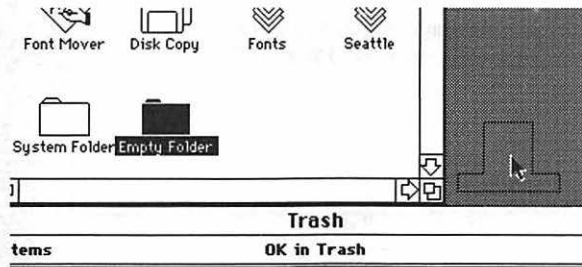 Font Mover Disk Copy Fonts Seattle
System Folder Empty Folder
Trash
tems OK in Trash